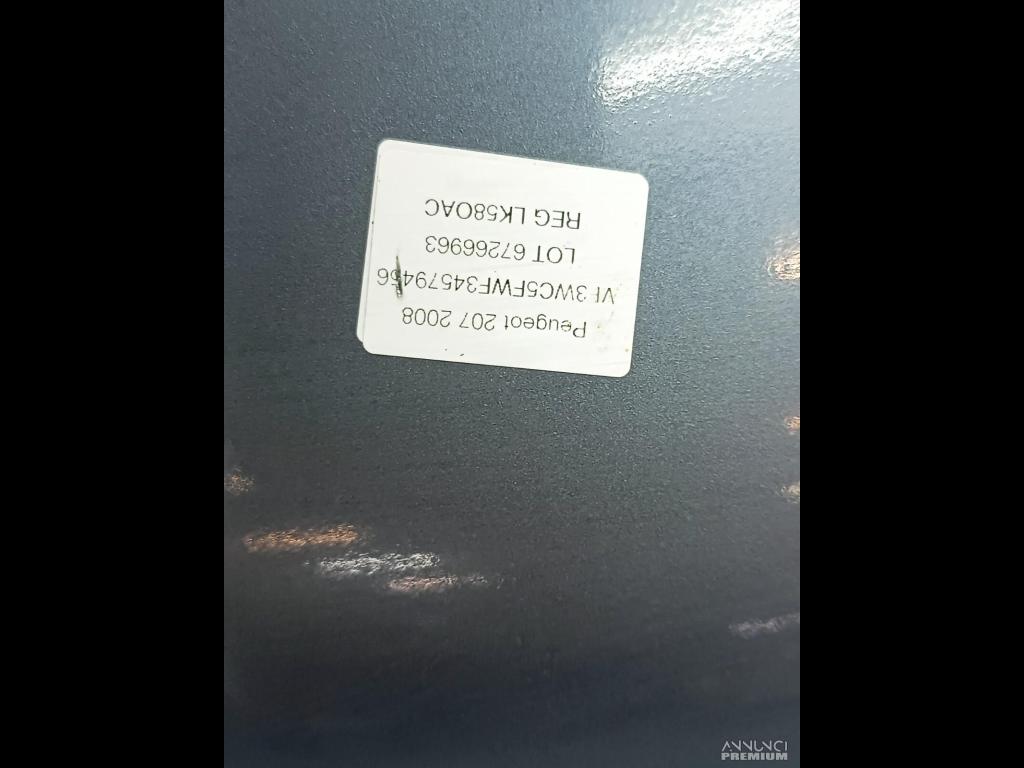 Peugeot 207 2008
VF3WC5FWF34579456
LOT 67266963
REG LK58OAC
ANNUNCI
PREMIUM